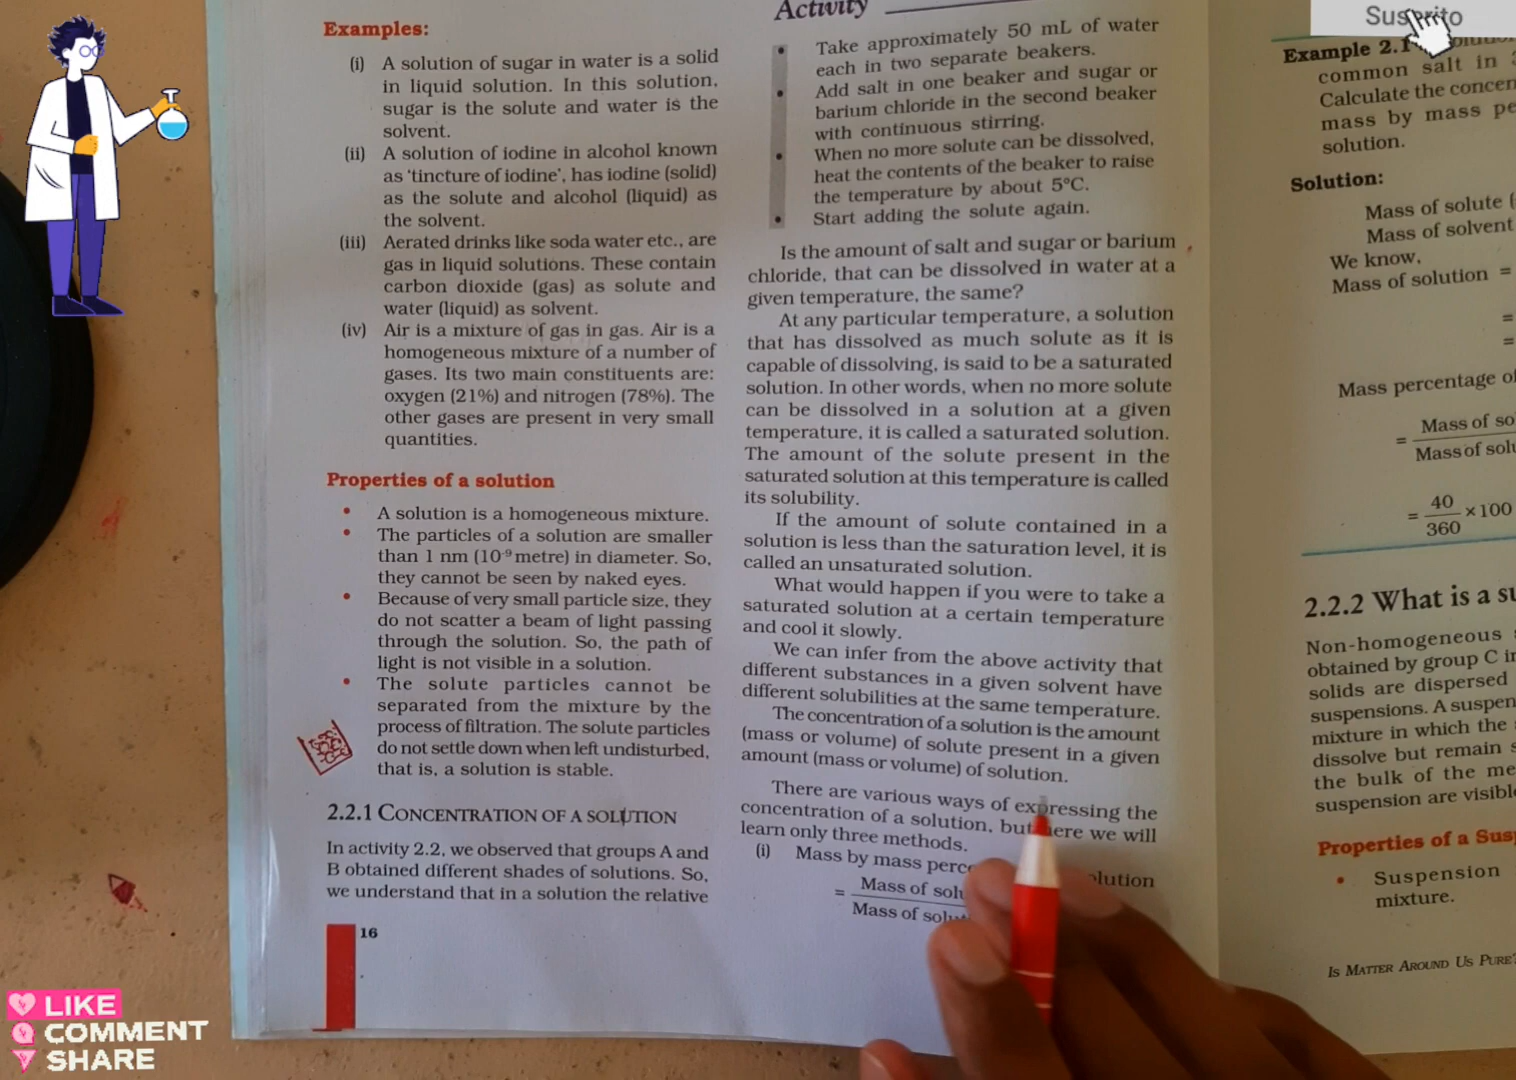 Examples:
(i) A solution of sugar in water is a solid
in liquid solution. In this solution,
sugar is the solute and water is the
solvent.
(ii) A solution of iodine in alcohol known
as ‘tincture of iodine’, has iodine (solid)
as the solute and alcohol (liquid) as
the solvent.
(iii) Aerated drinks like soda water etc., are
gas in liquid solutions. These contain
carbon dioxide (gas) as solute and
water (liquid) as solvent.
(iv) Air is a mixture of gas in gas. Air is a
homogeneous mixture of a number of
gases. Its two main constituents are:
oxygen (21%) and nitrogen (78%). The
other gases are present in very small
quantities.
Properties of a solution
• A solution is a homogeneous mixture.
• The particles of a solution are smaller
than 1 nm (10⁻⁹ metre) in diameter. So,
they cannot be seen by naked eyes.
• Because of very small particle size, they
do not scatter a beam of light passing
through the solution. So, the path of
light is not visible in a solution.
• The solute particles cannot be
separated from the mixture by the
process of filtration. The solute particles
do not settle down when left undisturbed,
that is, a solution is stable.
2.2.1 CONCENTRATION OF A SOLUTION
In activity 2.2, we observed that groups A and
B obtained different shades of solutions. So,
we understand that in a solution the relative
16
Activity
• Take approximately 50 mL of water
each in two separate beakers.
• Add salt in one beaker and sugar or
barium chloride in the second beaker
with continuous stirring.
• When no more solute can be dissolved,
heat the contents of the beaker to raise
the temperature by about 5°C.
• Start adding the solute again.
Is the amount of salt and sugar or barium
chloride, that can be dissolved in water at a
given temperature, the same?
At any particular temperature, a solution
that has dissolved as much solute as it is
capable of dissolving, is said to be a saturated
solution. In other words, when no more solute
can be dissolved in a solution at a given
temperature, it is called a saturated solution.
The amount of the solute present in the
saturated solution at this temperature is called
its solubility.
If the amount of solute contained in a
solution is less than the saturation level, it is
called an unsaturated solution.
What would happen if you were to take a
saturated solution at a certain temperature
and cool it slowly.
We can infer from the above activity that
different substances in a given solvent have
different solubilities at the same temperature.
The concentration of a solution is the amount
(mass or volume) of solute present in a given
amount (mass or volume) of solution.
There are various ways of expressing the
concentration of a solution, but here we will
learn only three methods.
(i) Mass by mass
= Mass of
Mass of
Example 2.1
common salt in
Calculate the
mass by mass
solution.
Solution:
Mass of solute
Mass of solvent
We know,
Mass of solution =
=
=
Mass percentage
= Mass of
Mass of
= 40
360 × 100
2.2.2 What is a
Non-homogeneous
obtained by group C
solids are dispersed
suspensions. A
mixture in which the
dissolve but remain
the bulk of the
suspension are
Properties of a
• Suspension
mixture.
IS MATTER AROUND US PURE?
LIKE
COMMENT
SHARE